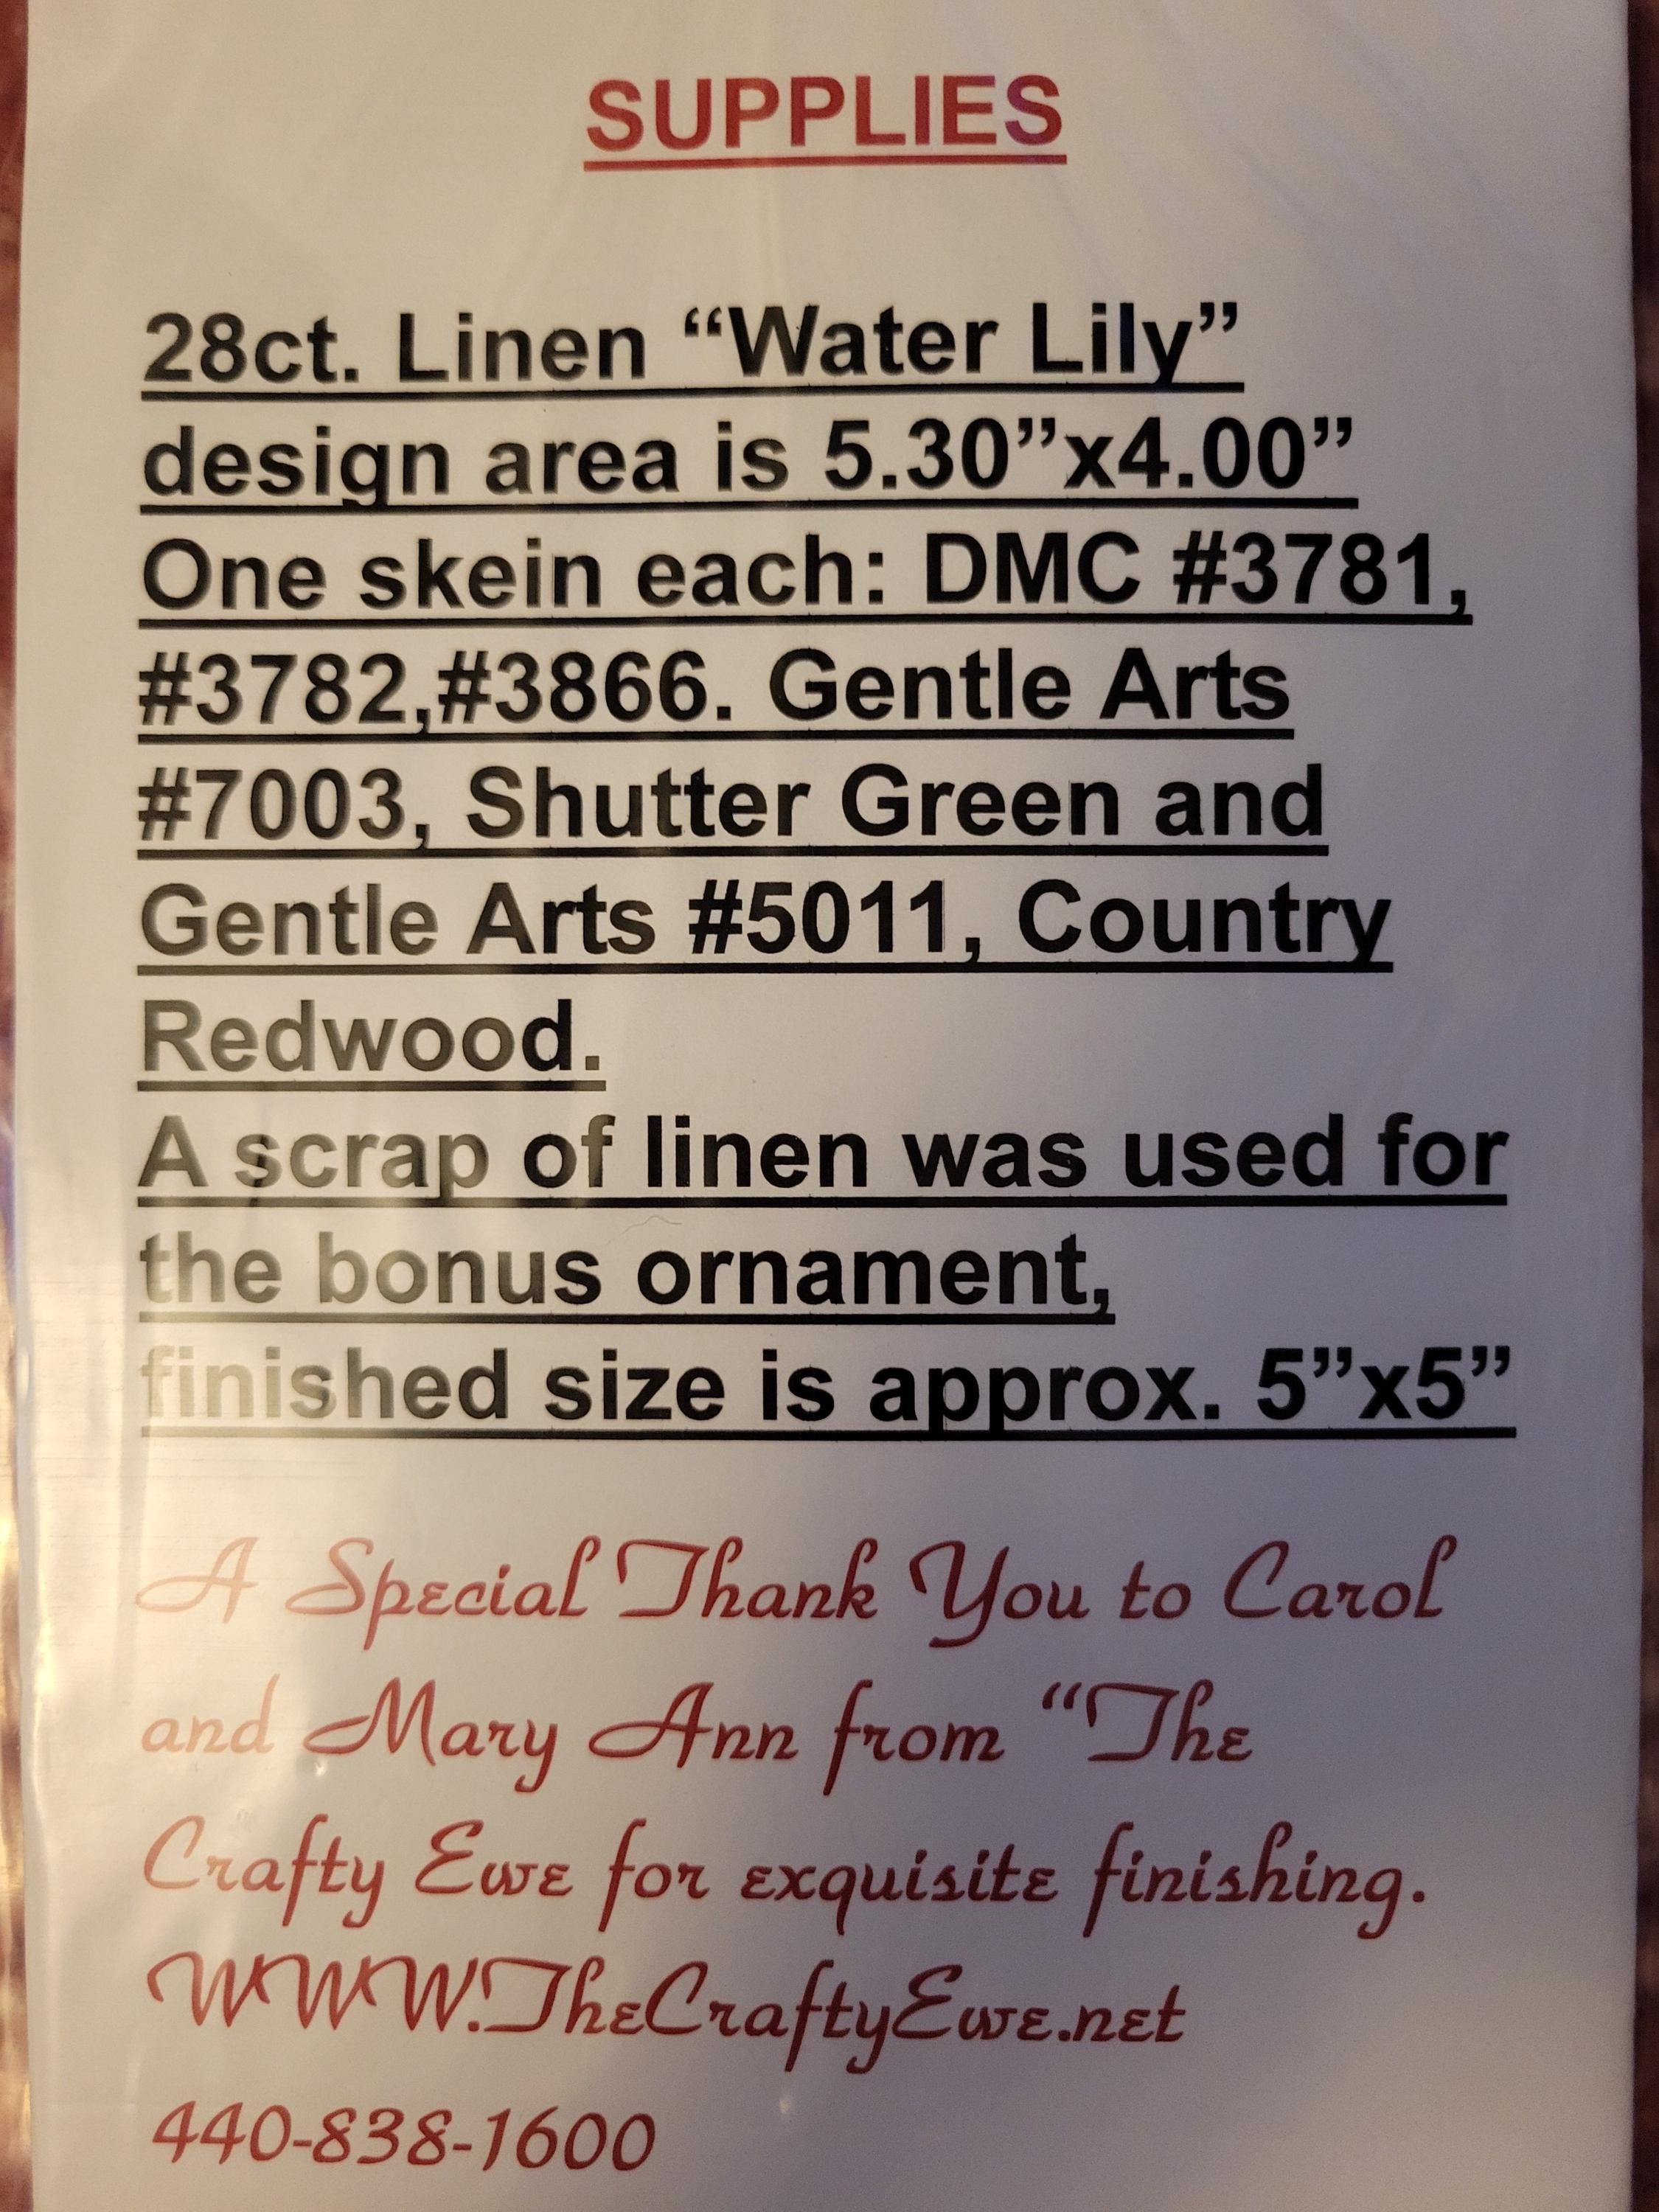 SUPPLIES
28ct. Linen “Water Lily”
design area is 5.30”x4.00”
One skein each: DMC #3781,
#3782,#3866. Gentle Arts
#7003, Shutter Green and
Gentle Arts #5011, Country
Redwood.
A scrap of linen was used for
the bonus ornament,
finished size is approx. 5”x5”
A Special Thank You to Carol
and Mary Ann from “The
Crafty Ewe for exquisite finishing.
WWW.TheCraftyEwe.net
440-838-1600